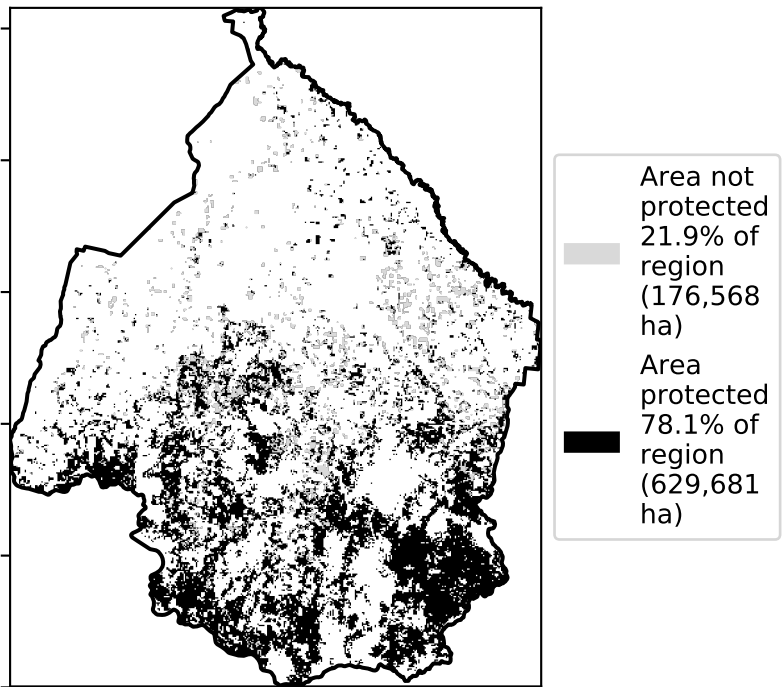 Area not
protected
21.9% of
region
(176,568
ha)
Area
protected
78.1% of
region
(629,681
ha)